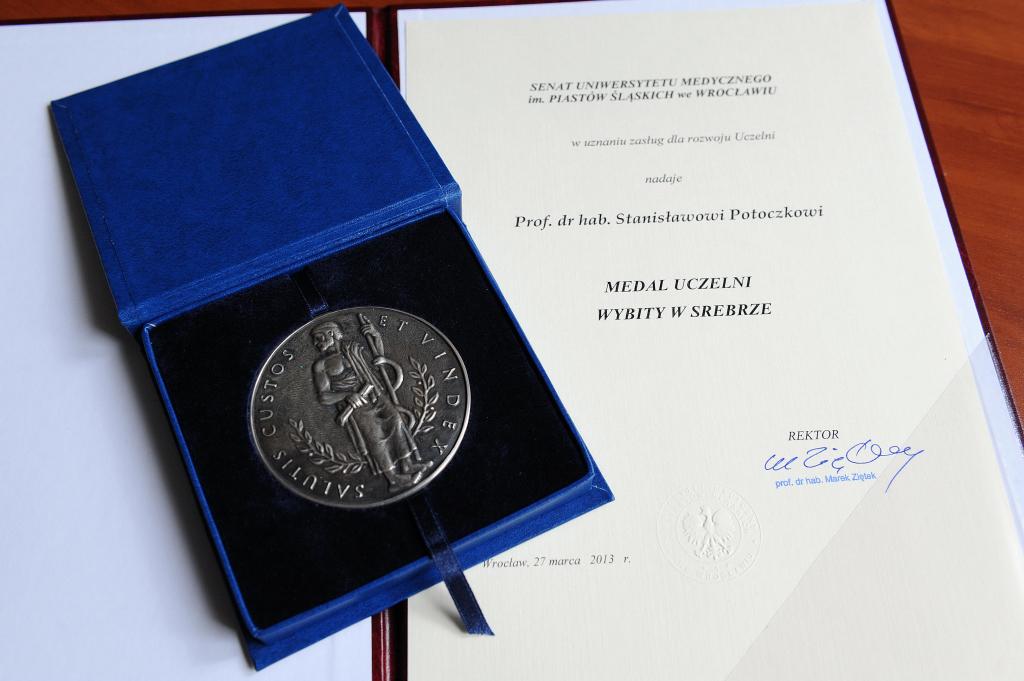 SENAT UNIWERSYTETU MEDYCZNEGO
im. PIASTÓW ŚLĄSKICH we WROCŁAWIU
w uznaniu zasług dla rozwoju Uczelni
nadaje
Prof. dr hab. Stanisławowi Potoczkowi
MEDAL UCZELNI
WYBITY W SREBRZE
SALUTIS CUSTOS ET VINDEX
REKTOR
prof. dr hab. Marek Ziętek
Wrocław, 27 marca 2013 r.